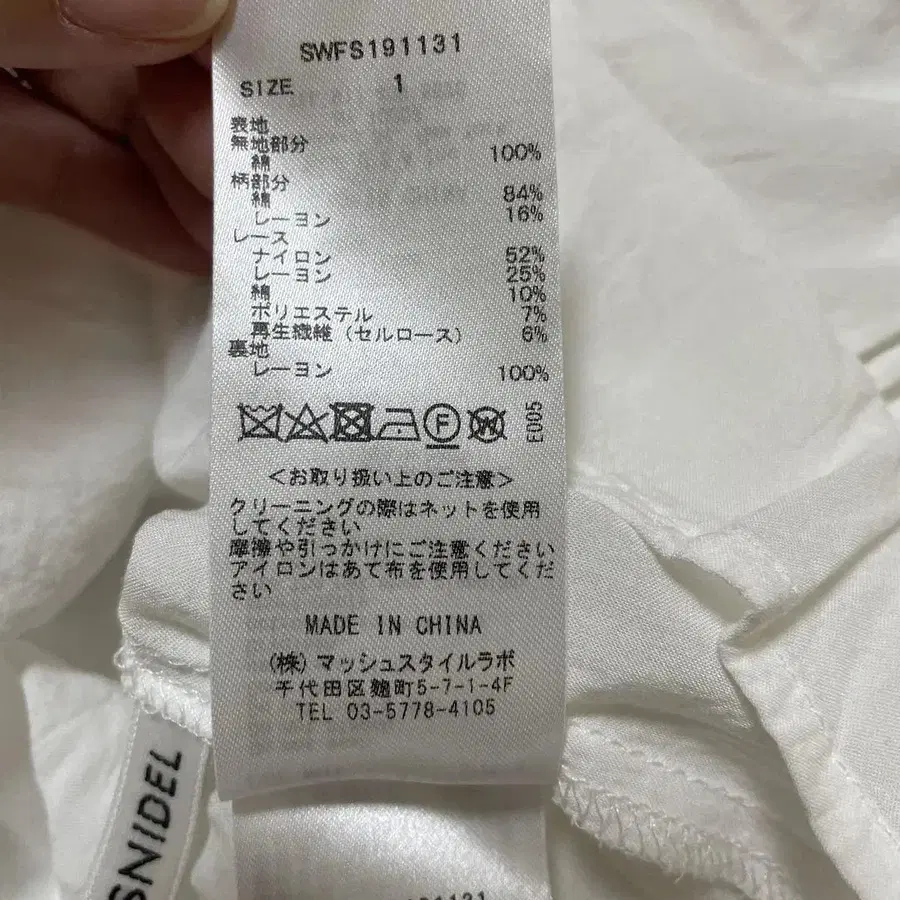 SWFS191131
SIZE 1
表地
無地部分
綿 100%
柄部分
綿 84%
レーヨン 16%
レース
ナイロン 52%
レーヨン 25%
綿 10%
ポリエステル 7%
再生繊維(セルロース) 6%
裏地
レーヨン 100%
F W E005
<お取り扱い上のご注意>
クリーニングの際はネットを使用
してください
摩擦や引っかけにご注意ください
アイロンはあて布を使用してくだ
さい
MADE IN CHINA
(株)マッシュスタイルラボ
千代田区麹町5-7-1-4F
TEL 03-5778-4105
SNIDEL